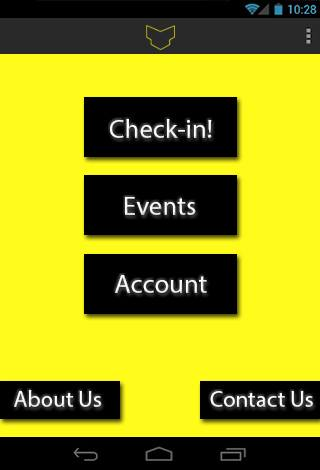 10:28
Check-in!
Events
Account
About Us
Contact Us